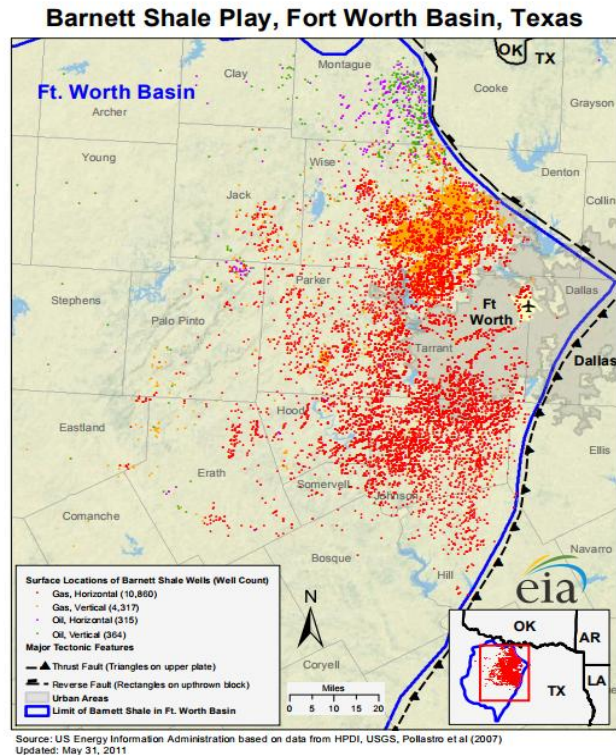 Barnett Shale Play, Fort Worth Basin, Texas
OK TX
Montague
Clay
Cooke
Ft. Worth Basin
Archer
Grayson
Young
Wise
Denton
Jack
Collin
Parker
Stephens
Dallas
Palo Pinto
Ft
Worth
Tarrant
Dallas
Hood
Eastland
Ellis
Erath
Somervell
Johnson
Comanche
Bosque
Navarro
Hill
eia
Surface Locations of Barnett Shale Wells (Well Count)
Gas, Horizontal (10,860)
Gas, Vertical (4,317)
Oil, Horizontal (315)
Oil, Vertical (364)
Major Tectonic Features
Thrust Fault (Triangles on upper plate)
Reverse Fault (Rectangles on upthrown block)
Urban Areas
Limit of Barnett Shale in Ft. Worth Basin
N
Coryell
Miles
0 5 10 20
OK
AR
TX
LA
Source: US Energy Information Administration based on data from HPDI, USGS, Pollastro et al (2007)
Updated: May 31, 2011